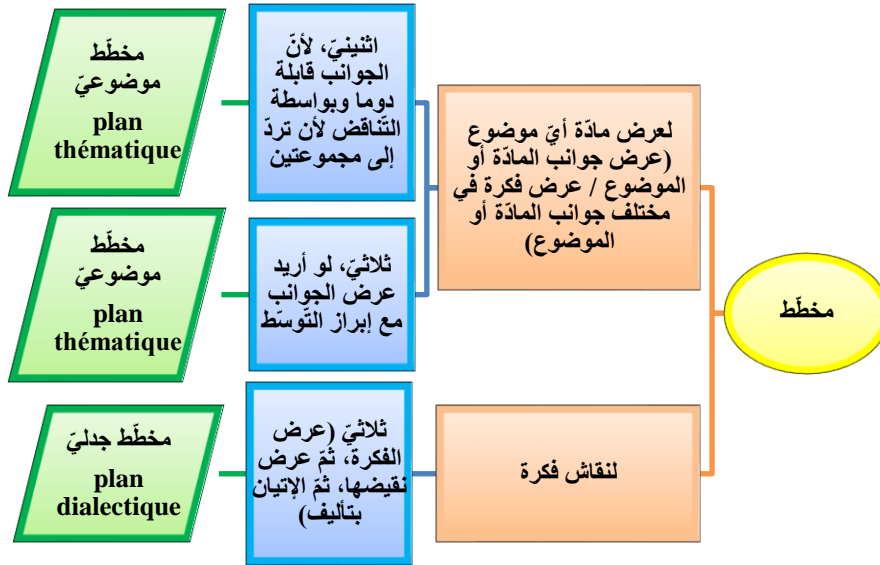 مخطّط
لعرض مادّة أيّ موضوع
(عرض جوانب المادّة أو
الموضوع / عرض فكرة في
مختلف جوانب المادّة أو
الموضوع)
اثنينيّ، لأنّ
الجوانب قابلة
دوما وبواسطة
التّناقض لأن تردّ
إلى مجموعتين
مخطّط
موضوعيّ
plan
thématique
ثلاثيّ، لو أريد
عرض الجوانب
مع إبراز التّوسّط
مخطّط
موضوعيّ
plan
thématique
لنقاش فكرة
ثلاثيّ (عرض
الفكرة، ثمّ عرض
نقيضها، ثمّ الإتيان
بتأليف)
مخطّط جدليّ
plan
dialectique